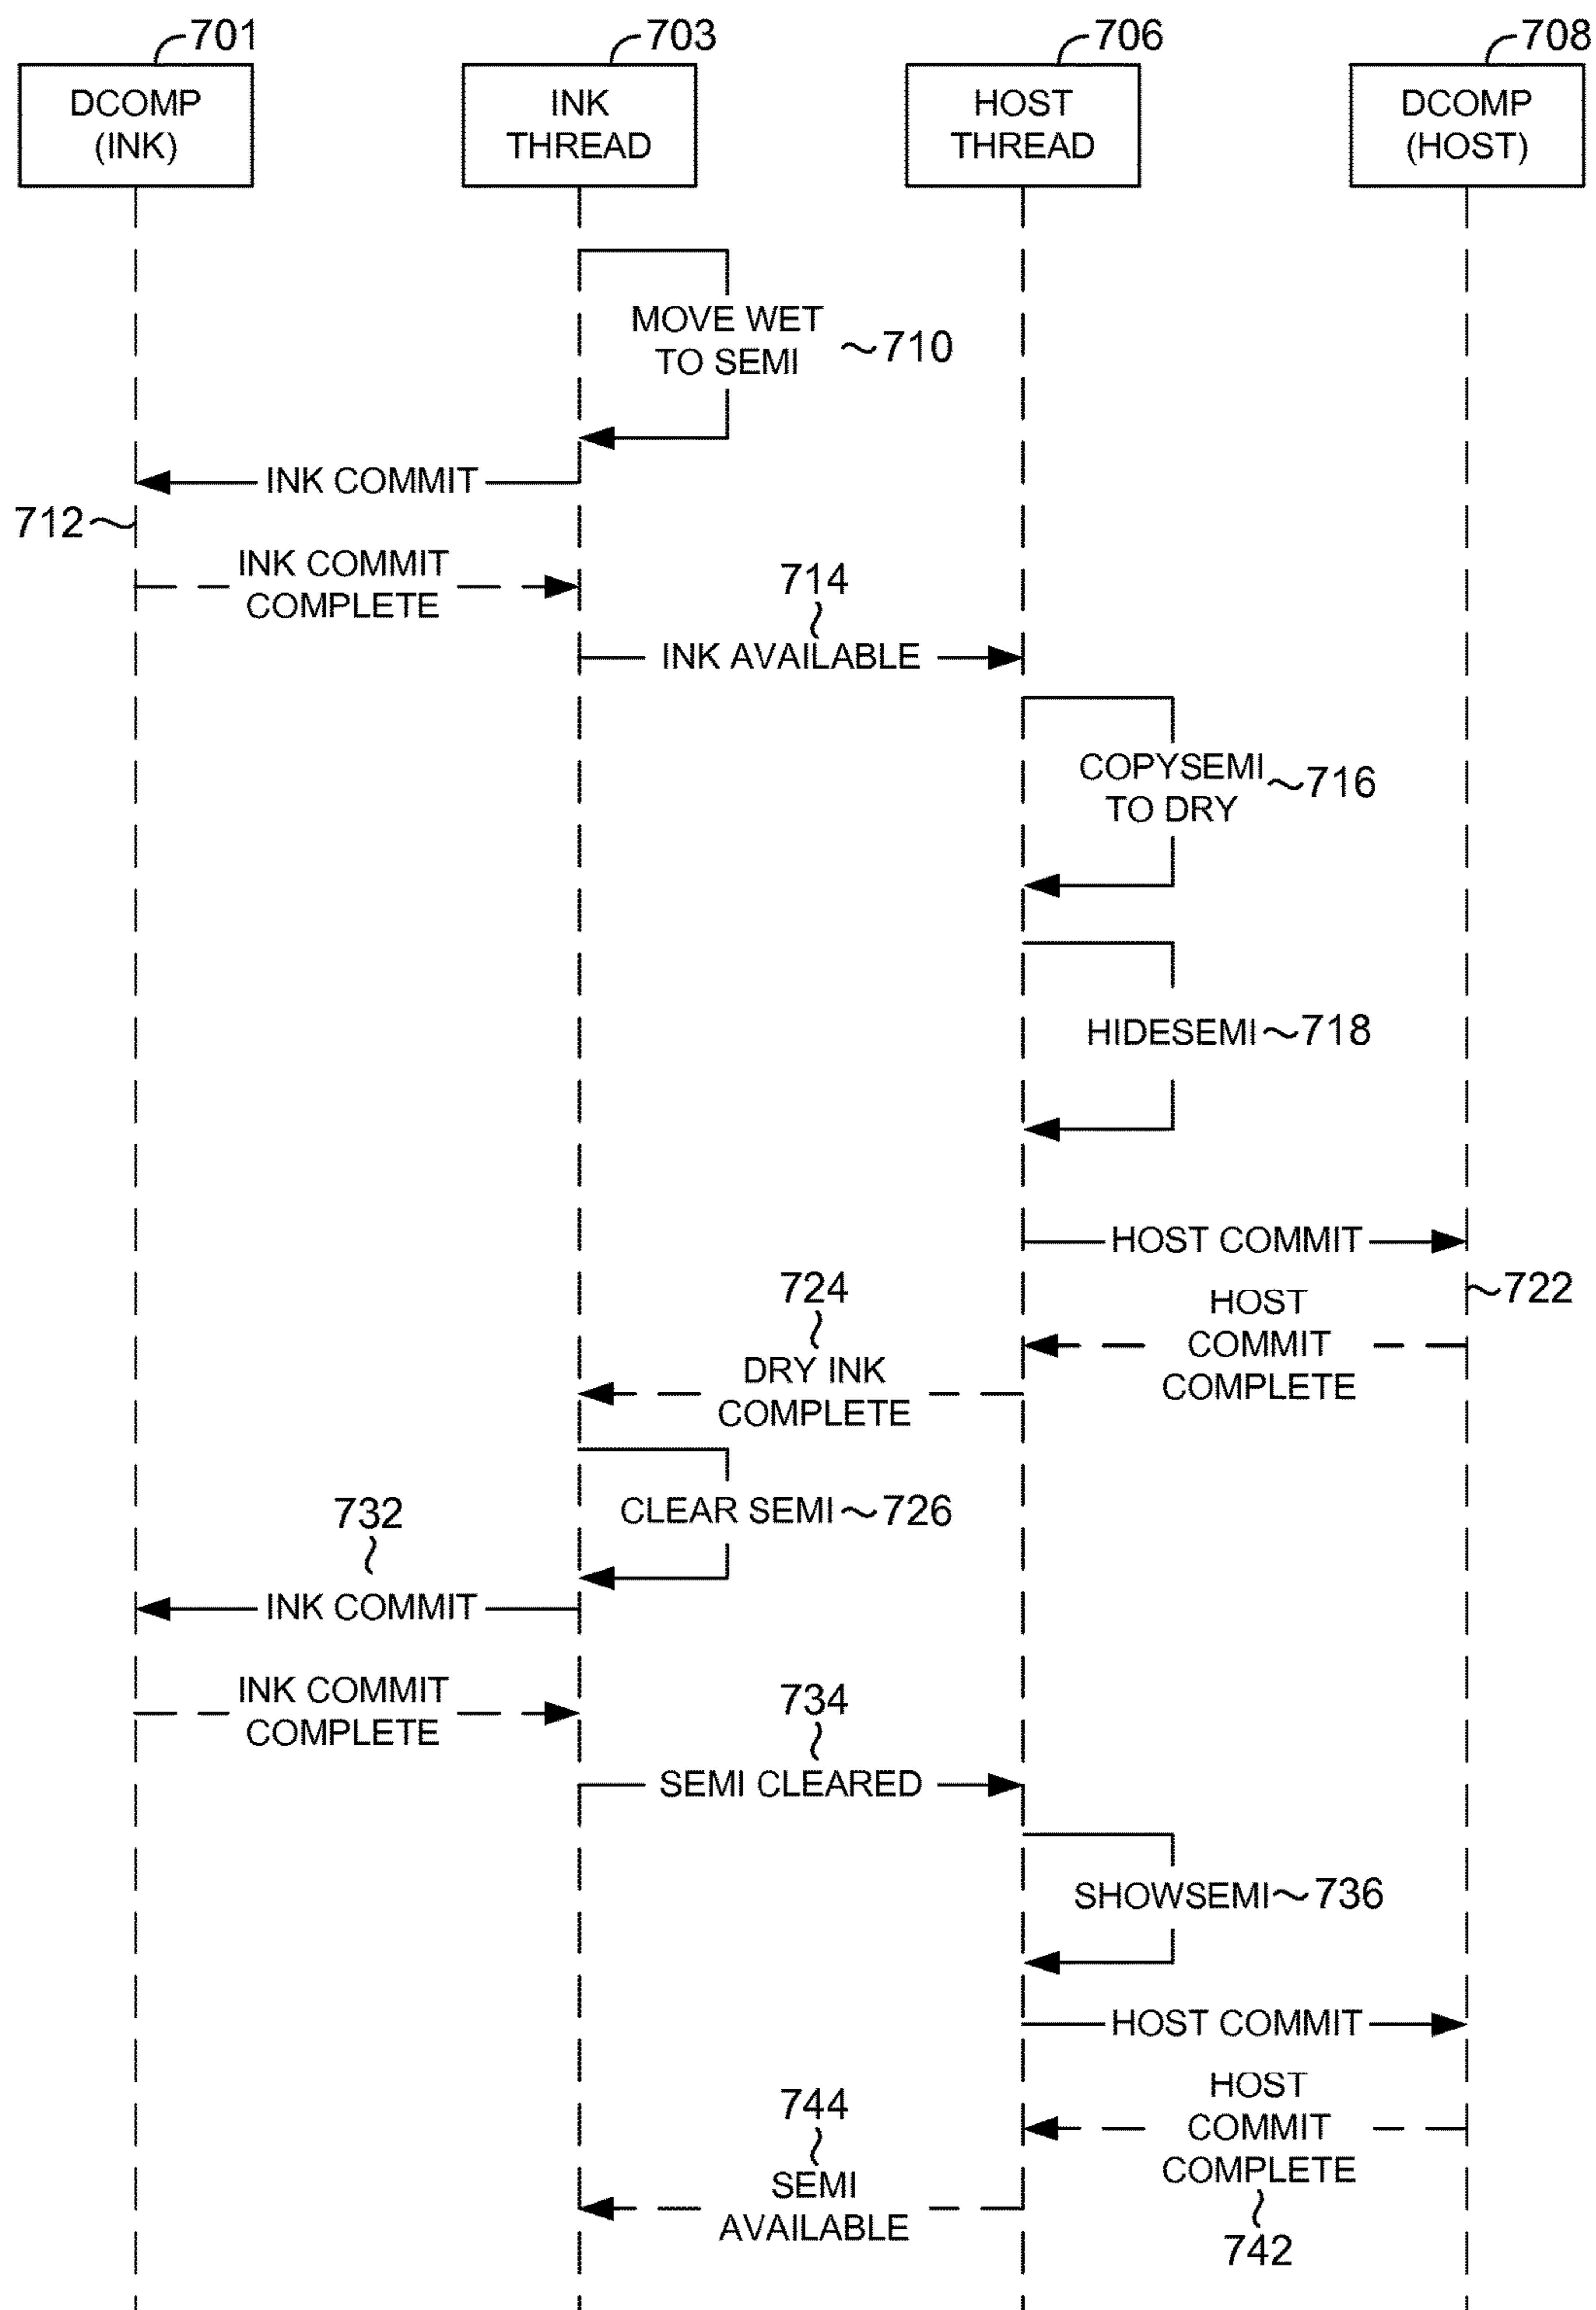 701
703
706
708
DCOMP
(INK)
INK
THREAD
HOST
THREAD
DCOMP
(HOST)
MOVE WET
TO SEMI
710
INK COMMIT
712
INK COMMIT
COMPLETE
714
INK AVAILABLE
COPYSEMI
TO DRY
716
HIDESEMI
718
HOST COMMIT
722
HOST
COMMIT
COMPLETE
724
DRY INK
COMPLETE
CLEAR SEMI
726
732
INK COMMIT
INK COMMIT
COMPLETE
734
SEMI CLEARED
SHOWSEMI
736
HOST COMMIT
HOST
COMMIT
COMPLETE
742
744
SEMI
AVAILABLE